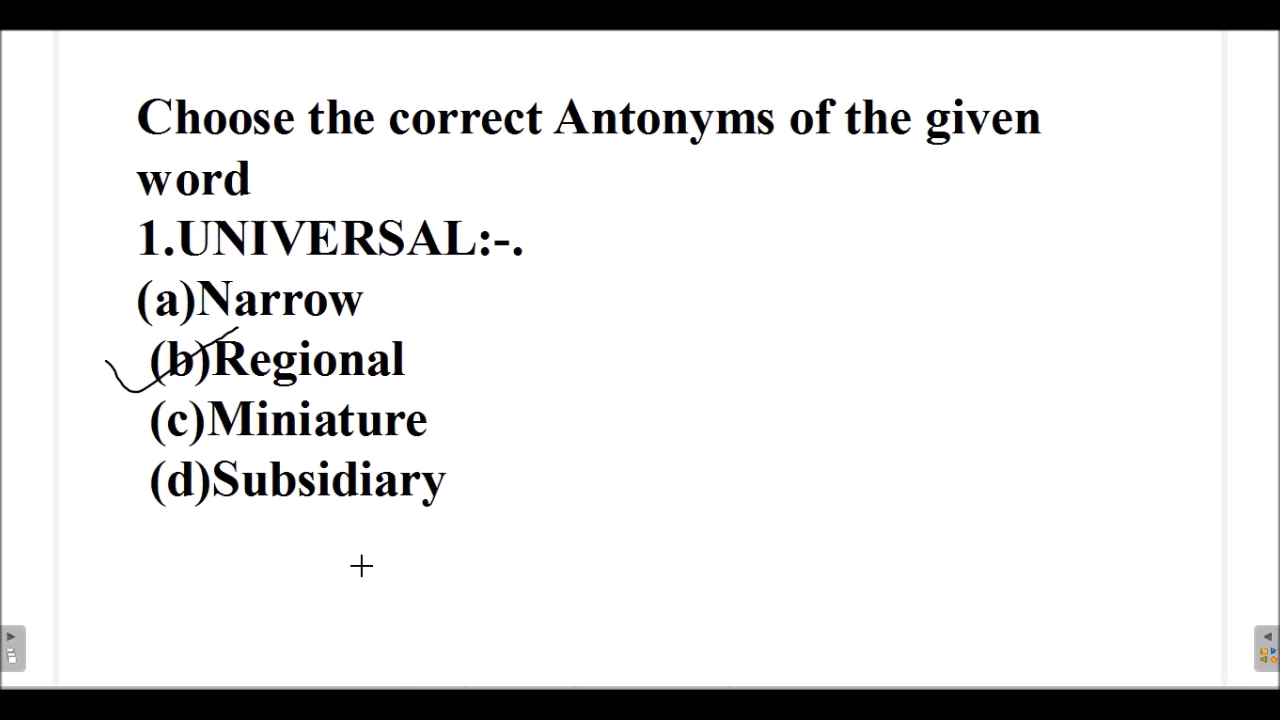 Choose the correct Antonyms of the given
word
1.UNIVERSAL:-.
(a)Narrow
(b)Regional
(c)Miniature
(d)Subsidiary